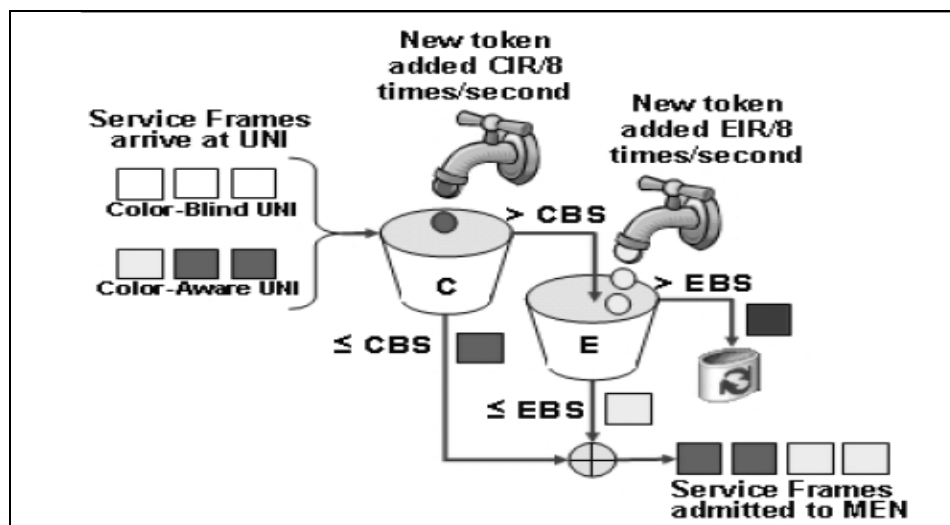 New token
added CIR/8
times/second
New token
added EIR/8
times/second
Service Frames
arrive at UNI
Color-Blind UNI
Color-Aware UNI
> CBS
C
> EBS
≤ CBS
E
≤ EBS
Service Frames
admitted to MEN